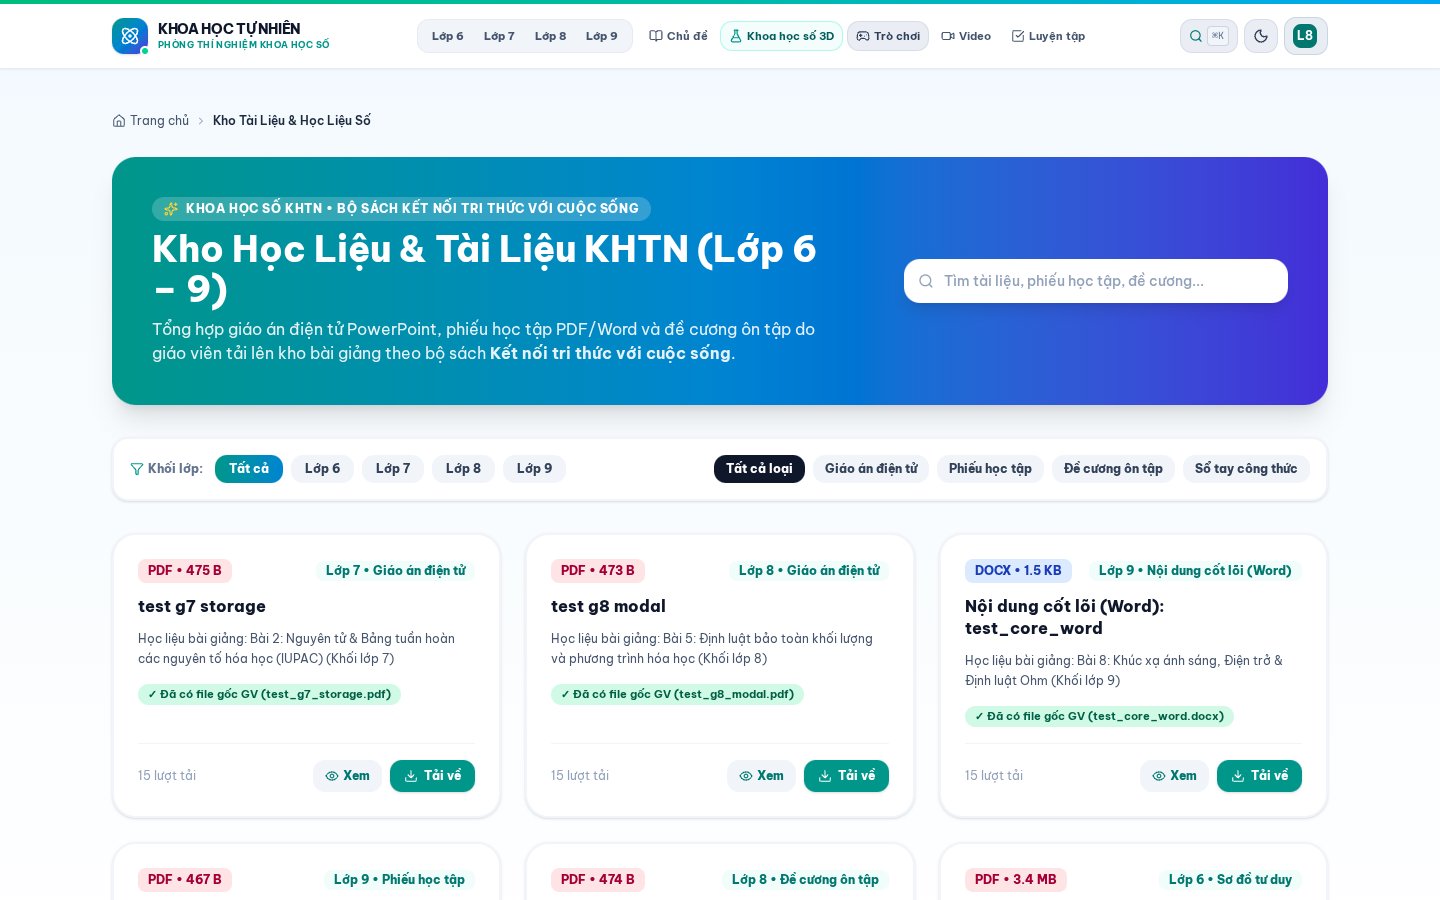 KHOA HỌC TỰ NHIÊN
PHÒNG THÍ NGHIỆM KHOA HỌC SỐ
Lớp 6 Lớp 7 Lớp 8 Lớp 9 Chủ đề Khoa học số 3D Trò chơi Video Luyện tập ⌘K L8
Trang chủ Kho Tài Liệu & Học Liệu Số
KHOA HỌC SỐ KHTN • BỘ SÁCH KẾT NỐI TRI THỨC VỚI CUỘC SỐNG
Kho Học Liệu & Tài Liệu KHTN (Lớp 6
– 9)
Tổng hợp giáo án điện tử PowerPoint, phiếu học tập PDF/Word và đề cương ôn tập do
giáo viên tải lên kho bài giảng theo bộ sách Kết nối tri thức với cuộc sống.
Tìm tài liệu, phiếu học tập, đề cương...
Khối lớp: Tất cả Lớp 6 Lớp 7 Lớp 8 Lớp 9 Tất cả loại Giáo án điện tử Phiếu học tập Đề cương ôn tập Sổ tay công thức
PDF • 475 B Lớp 7 • Giáo án điện tử
test g7 storage
Học liệu bài giảng: Bài 2: Nguyên tử & Bảng tuần hoàn
các nguyên tố hóa học (IUPAC) (Khối lớp 7)
✓ Đã có file gốc GV (test_g7_storage.pdf)
15 lượt tải Xem Tải về
PDF • 473 B Lớp 8 • Giáo án điện tử
test g8 modal
Học liệu bài giảng: Bài 5: Định luật bảo toàn khối lượng
và phương trình hóa học (Khối lớp 8)
✓ Đã có file gốc GV (test_g8_modal.pdf)
15 lượt tải Xem Tải về
DOCX • 1.5 KB Lớp 9 • Nội dung cốt lõi (Word)
Nội dung cốt lõi (Word):
test_core_word
Học liệu bài giảng: Bài 8: Khúc xạ ánh sáng, Điện trở &
Định luật Ohm (Khối lớp 9)
✓ Đã có file gốc GV (test_core_word.docx)
15 lượt tải Xem Tải về
PDF • 467 B Lớp 9 • Phiếu học tập
PDF • 474 B Lớp 8 • Đề cương ôn tập
PDF • 3.4 MB Lớp 6 • Sơ đồ tư duy